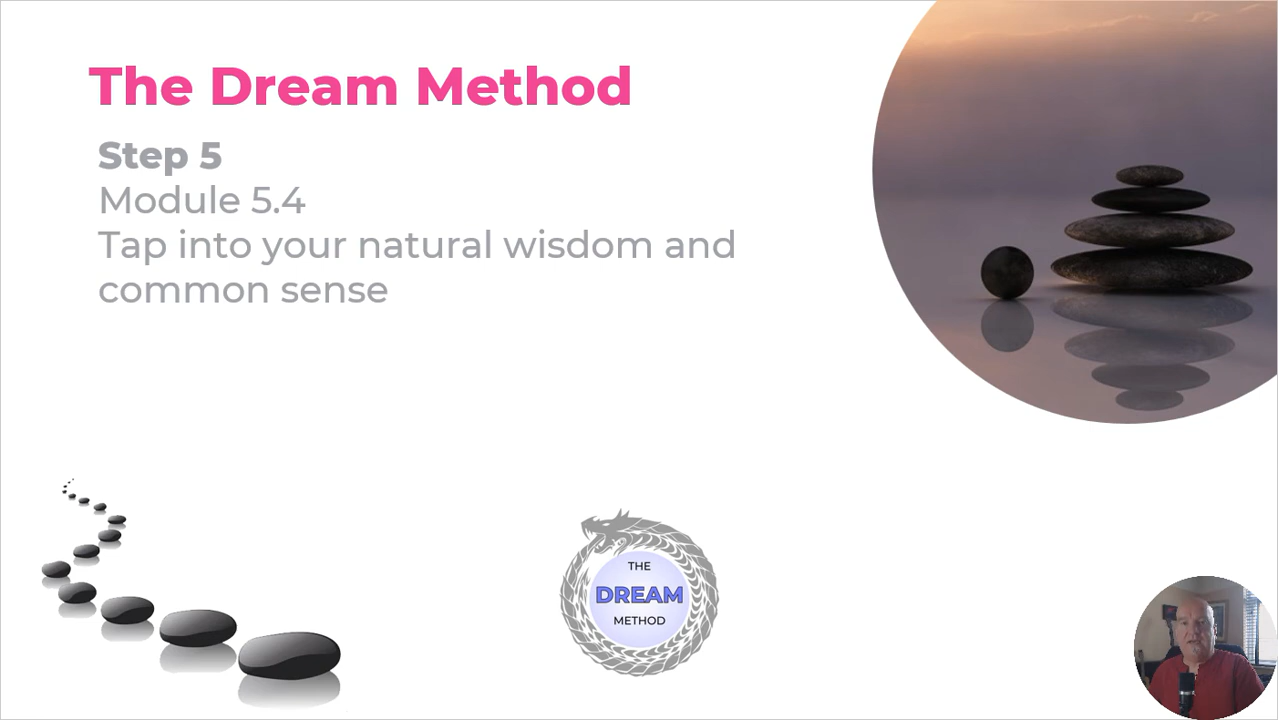 The Dream Method
Step 5
Module 5.4
Tap into your natural wisdom and
common sense
THE
DREAM
METHOD